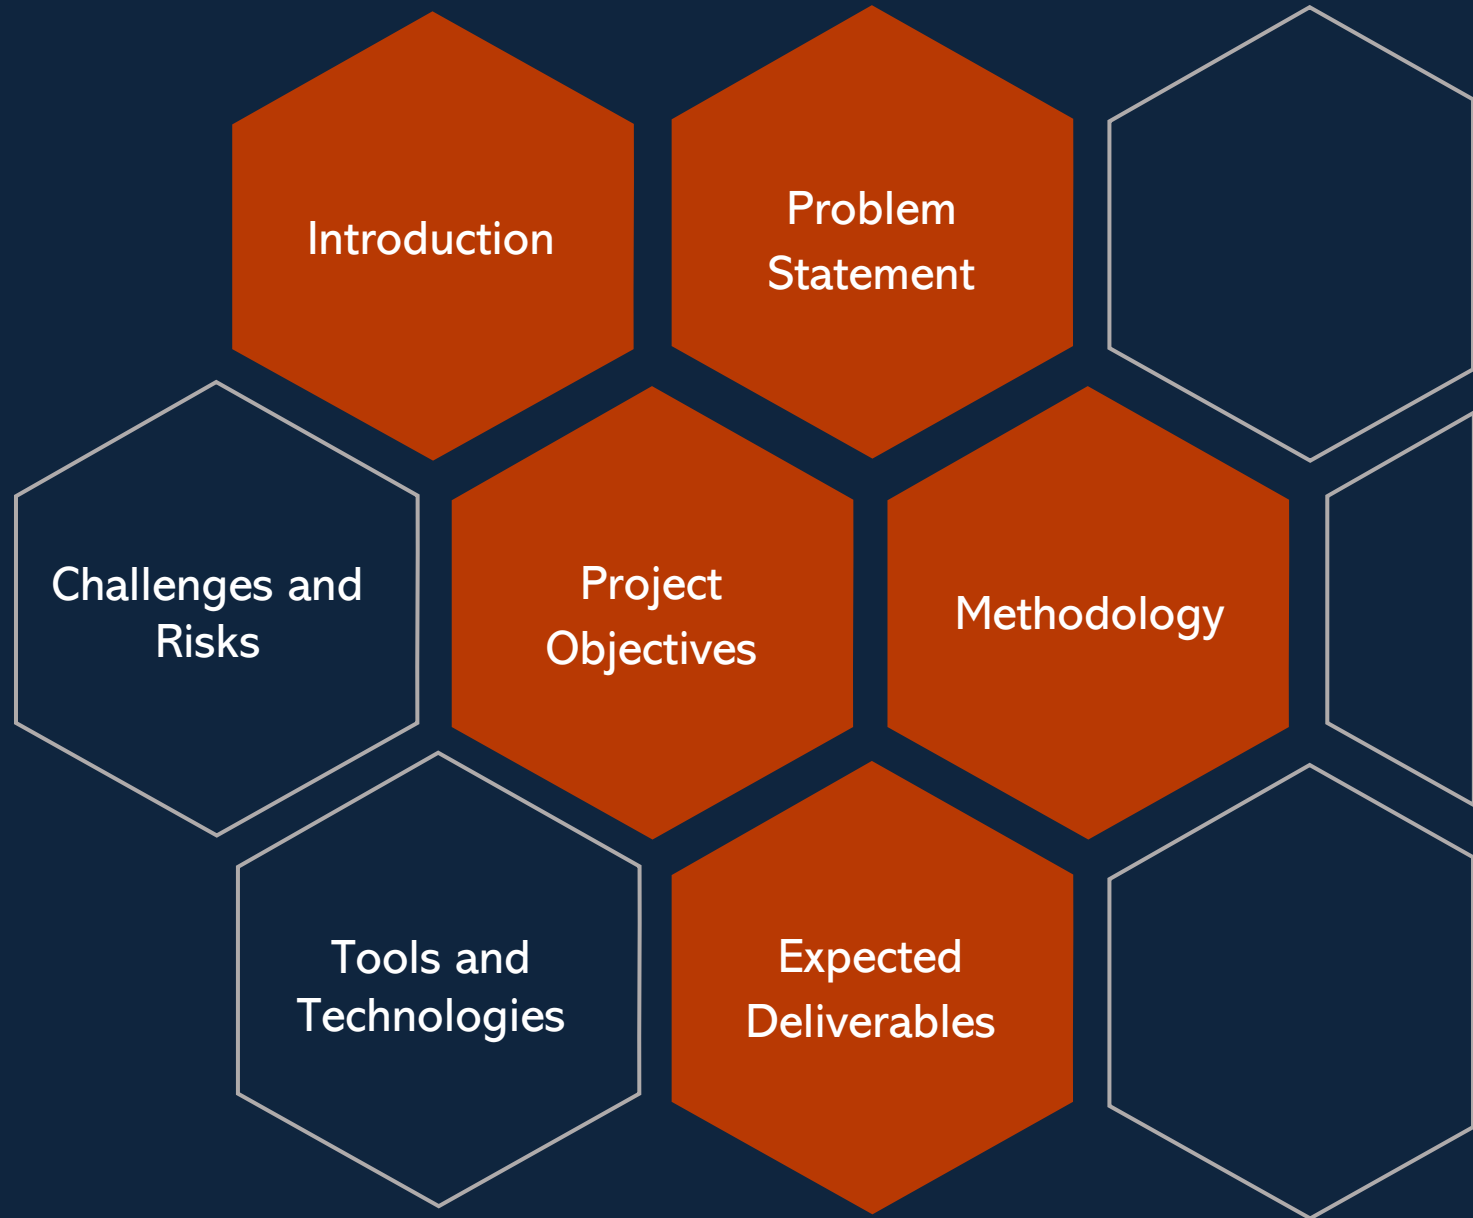 Introduction
Problem
Statement
Challenges and
Risks
Project
Objectives
Methodology
Tools and
Technologies
Expected
Deliverables